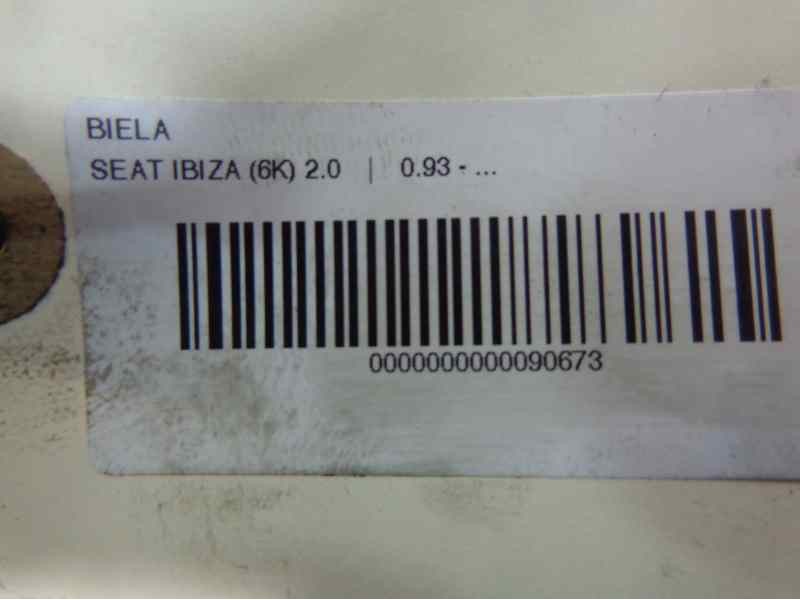 BIELA
SEAT IBIZA (6K) 2.0 | 0.93 - ...
0000000000090673